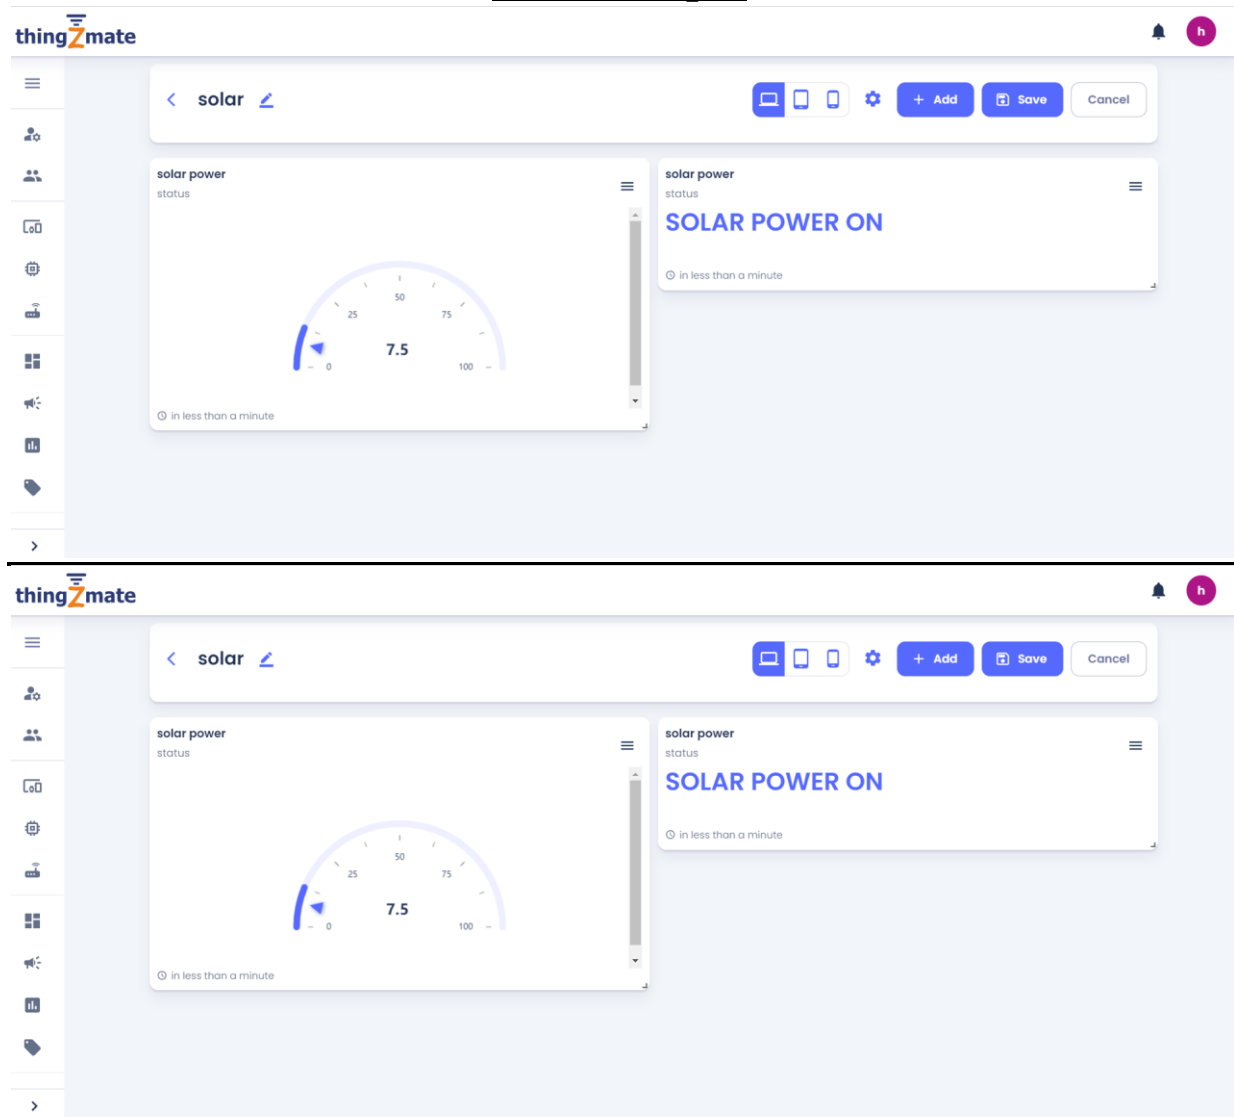 thingZmate
h
solar
+ Add
Save
Cancel
solar power
status
50
25
75
7.5
0
100
in less than a minute
solar power
status
SOLAR POWER ON
in less than a minute
thingZmate
h
solar
+ Add
Save
Cancel
solar power
status
50
25
75
7.5
0
100
in less than a minute
solar power
status
SOLAR POWER ON
in less than a minute